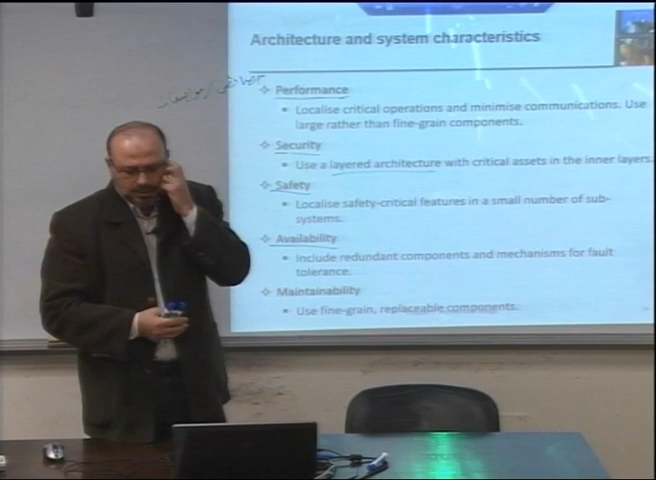 Architecture and system characteristics
Performance
Localise critical operations and minimise communications. Use
large rather than fine-grain components.
Security
Use a layered architecture with critical assets in the inner layers.
Safety
Localise safety-critical features in a small number of sub-
systems.
Availability
Include redundant components and mechanisms for fault
tolerance.
Maintainability
Use fine-grain, replaceable components.